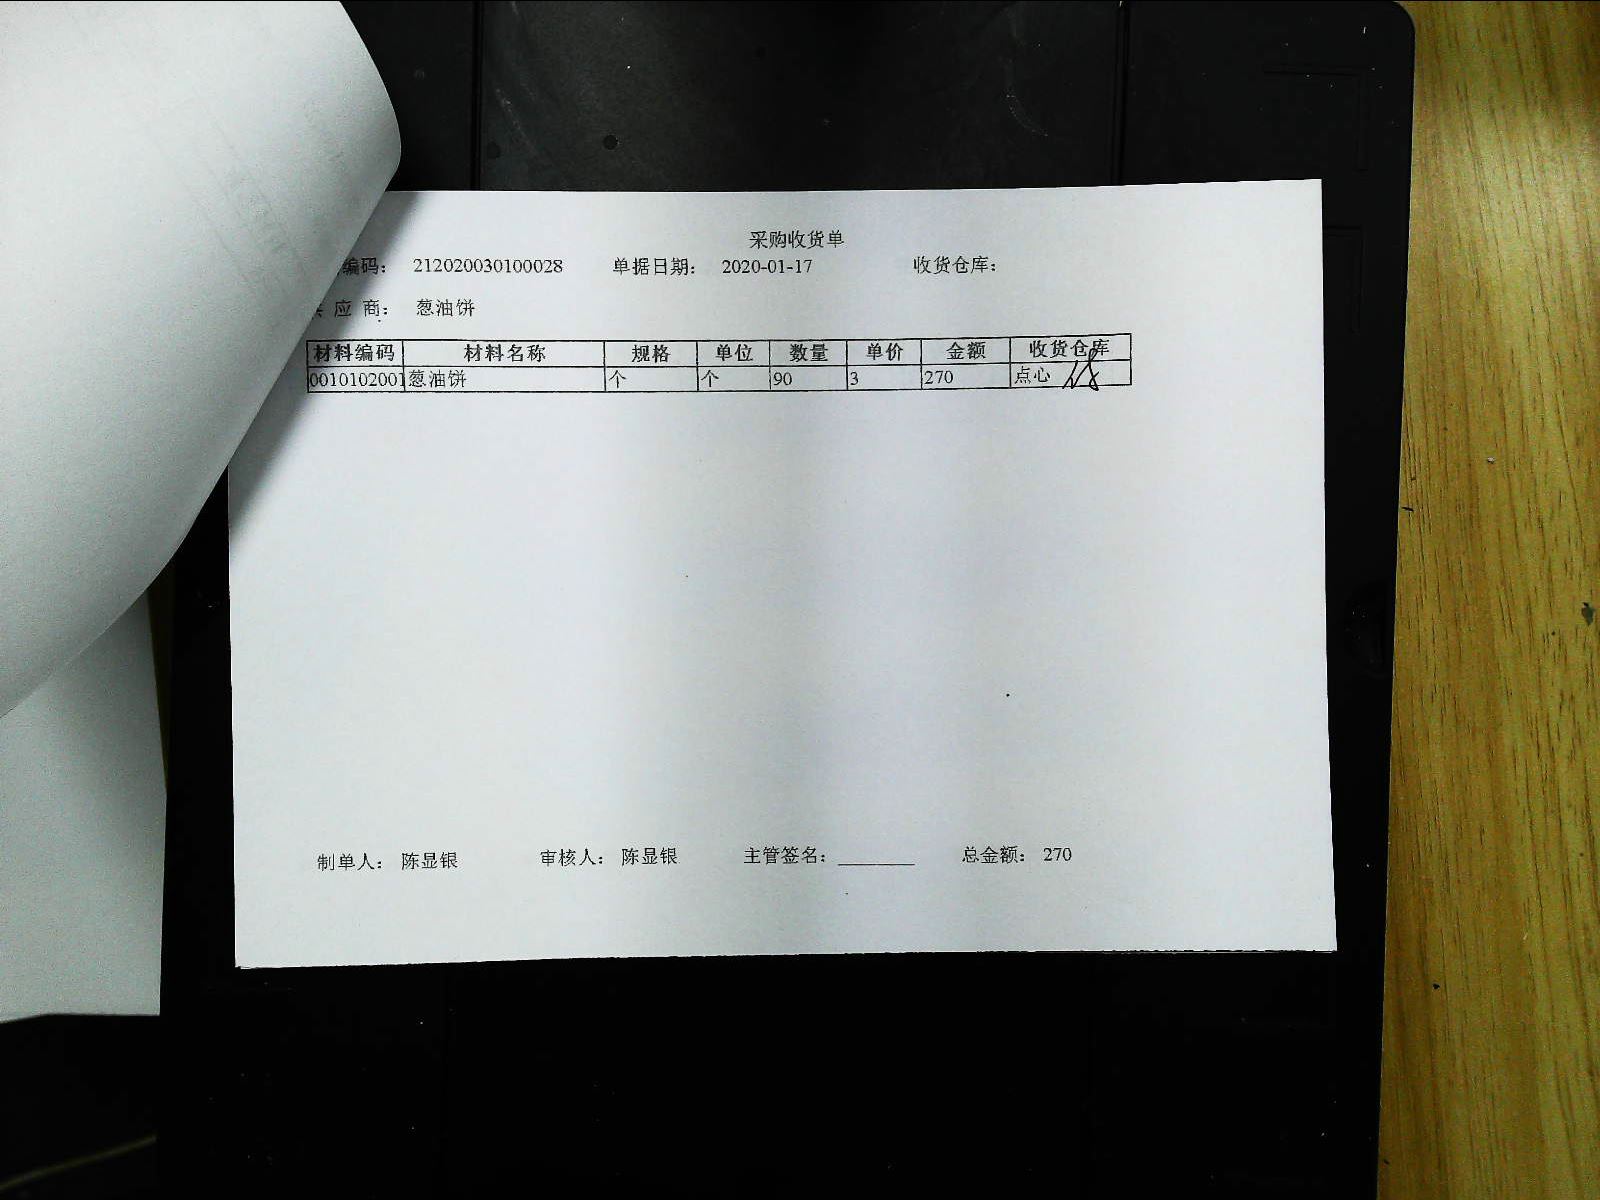 采购收货单
编码： 212020030100028 单据日期： 2020-01-17 收货仓库：
应 商： 葱油饼
材料编码 材料名称 规格 单位 数量 单价 金额 收货仓库
0010102001 葱油饼 个 个 90 3 270 点心
制单人： 陈显银 审核人： 陈显银 主管签名： ________ 总金额： 270